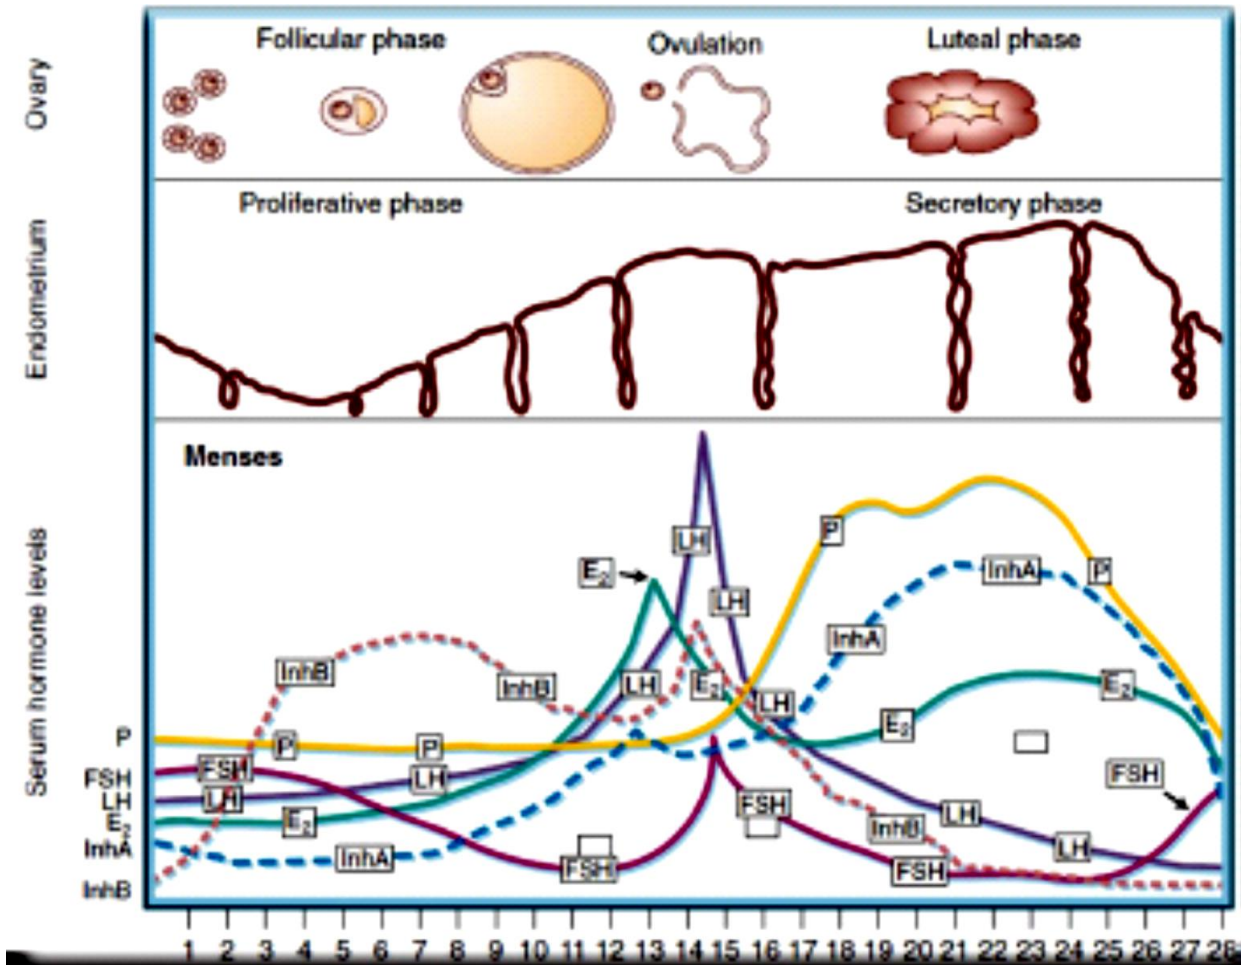 Ovary
Follicular phase
Ovulation
Luteal phase
Endometrium
Proliferative phase
Secretory phase
Serum hormone levels
Menses
LH
E2
P
InhA
P
LH
InhA
InhB
InhB
LH
E2
E2
LH
E2
P
P
P
FSH
FSH
FSH
LH
LH
FSH
LH
LH
E2
E2
InhB
InhA
InhA
LH
InhB
FSH
FSH
1 2 3 4 5 6 7 8 9 10 11 12 13 14 15 16 17 18 19 20 21 22 23 24 25 26 27 28